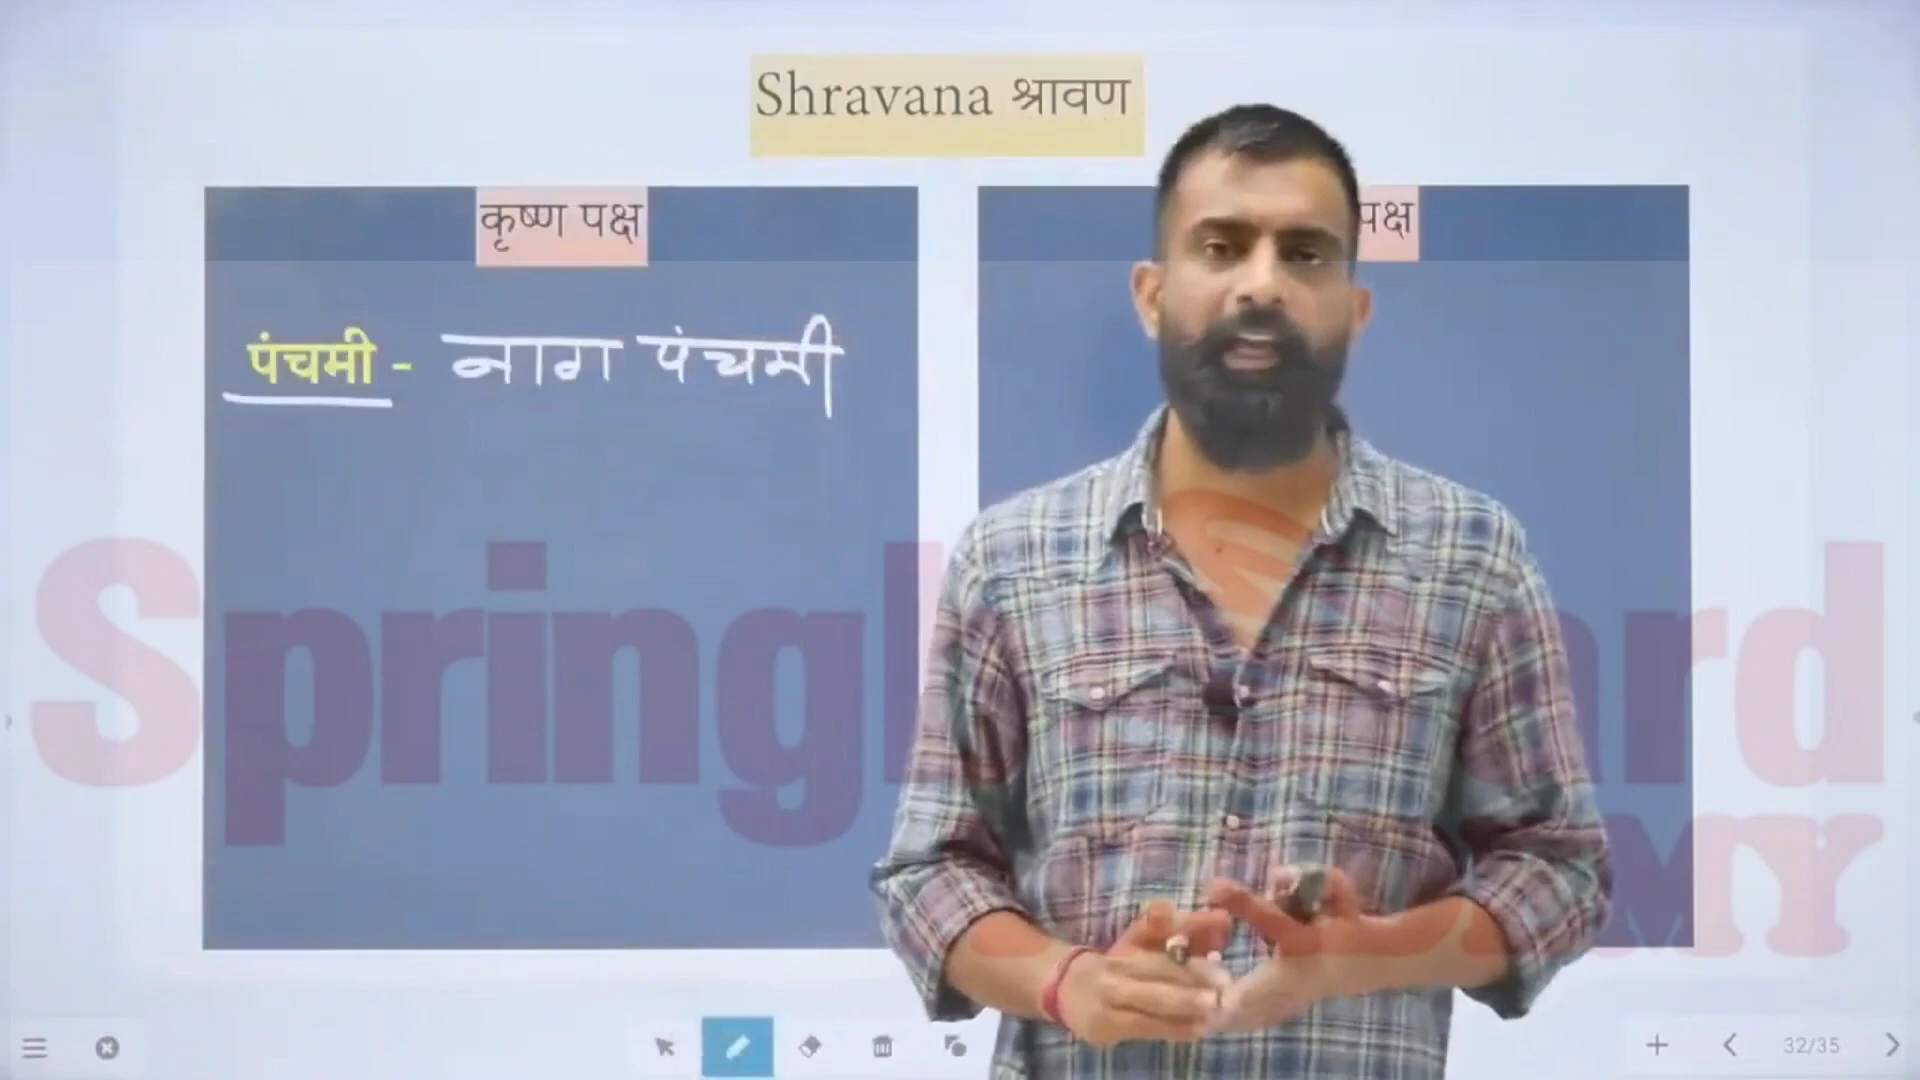 Shravana श्रावण
कृष्ण पक्ष
पक्ष
पंचमी - नाग पंचमी
32/35